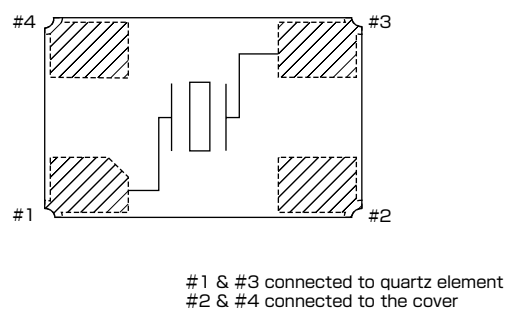 #4 #3
#1 #2
#1 & #3 connected to quartz element
#2 & #4 connected to the cover